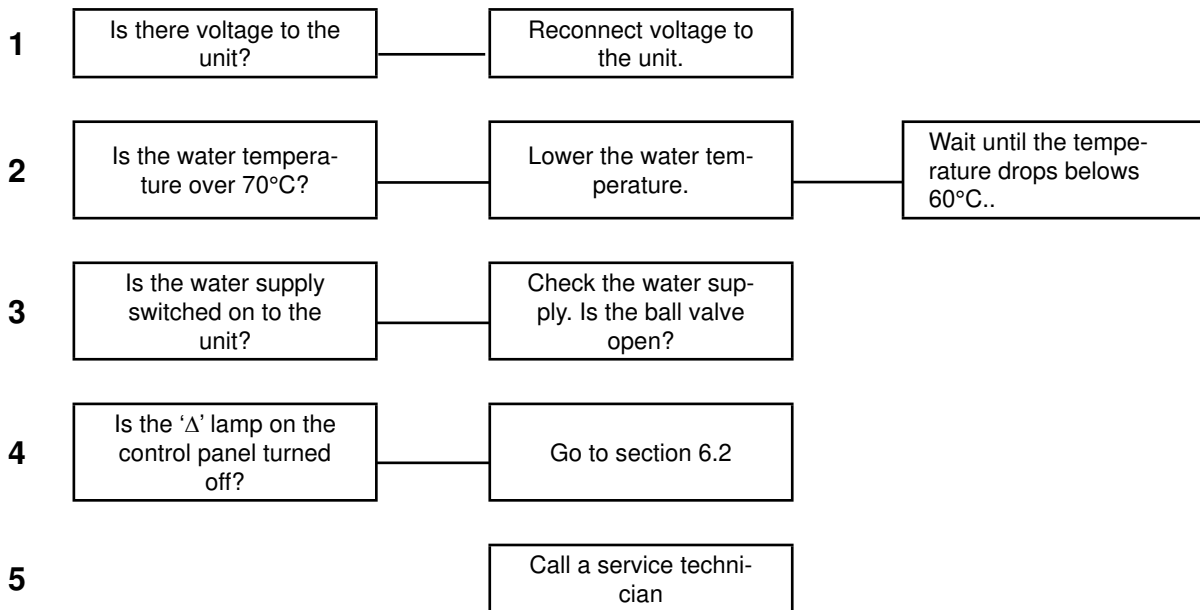 1
Is there voltage to the
unit?
Reconnect voltage to
the unit.
2
Is the water tempera-
ture over 70°C?
Lower the water tem-
perature.
Wait until the tempe-
rature drops belows
60°C..
3
Is the water supply
switched on to the
unit?
Check the water sup-
ply. Is the ball valve
open?
4
Is the ‘Δ’ lamp on the
control panel turned
off?
Go to section 6.2
5
Call a service techni-
cian